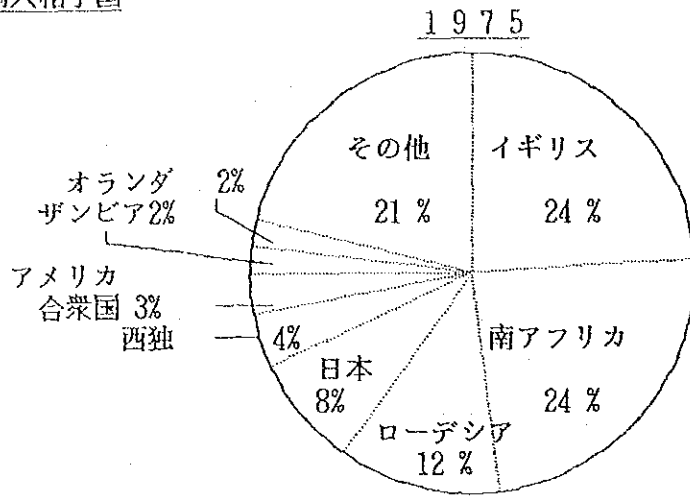 1975
その他
イギリス
オランダ 2%
ザンビア2%
21 %
24 %
アメリカ
合衆国 3%
西独
4%
南アフリカ
日本
8%
24 %
ローデシア
12 %